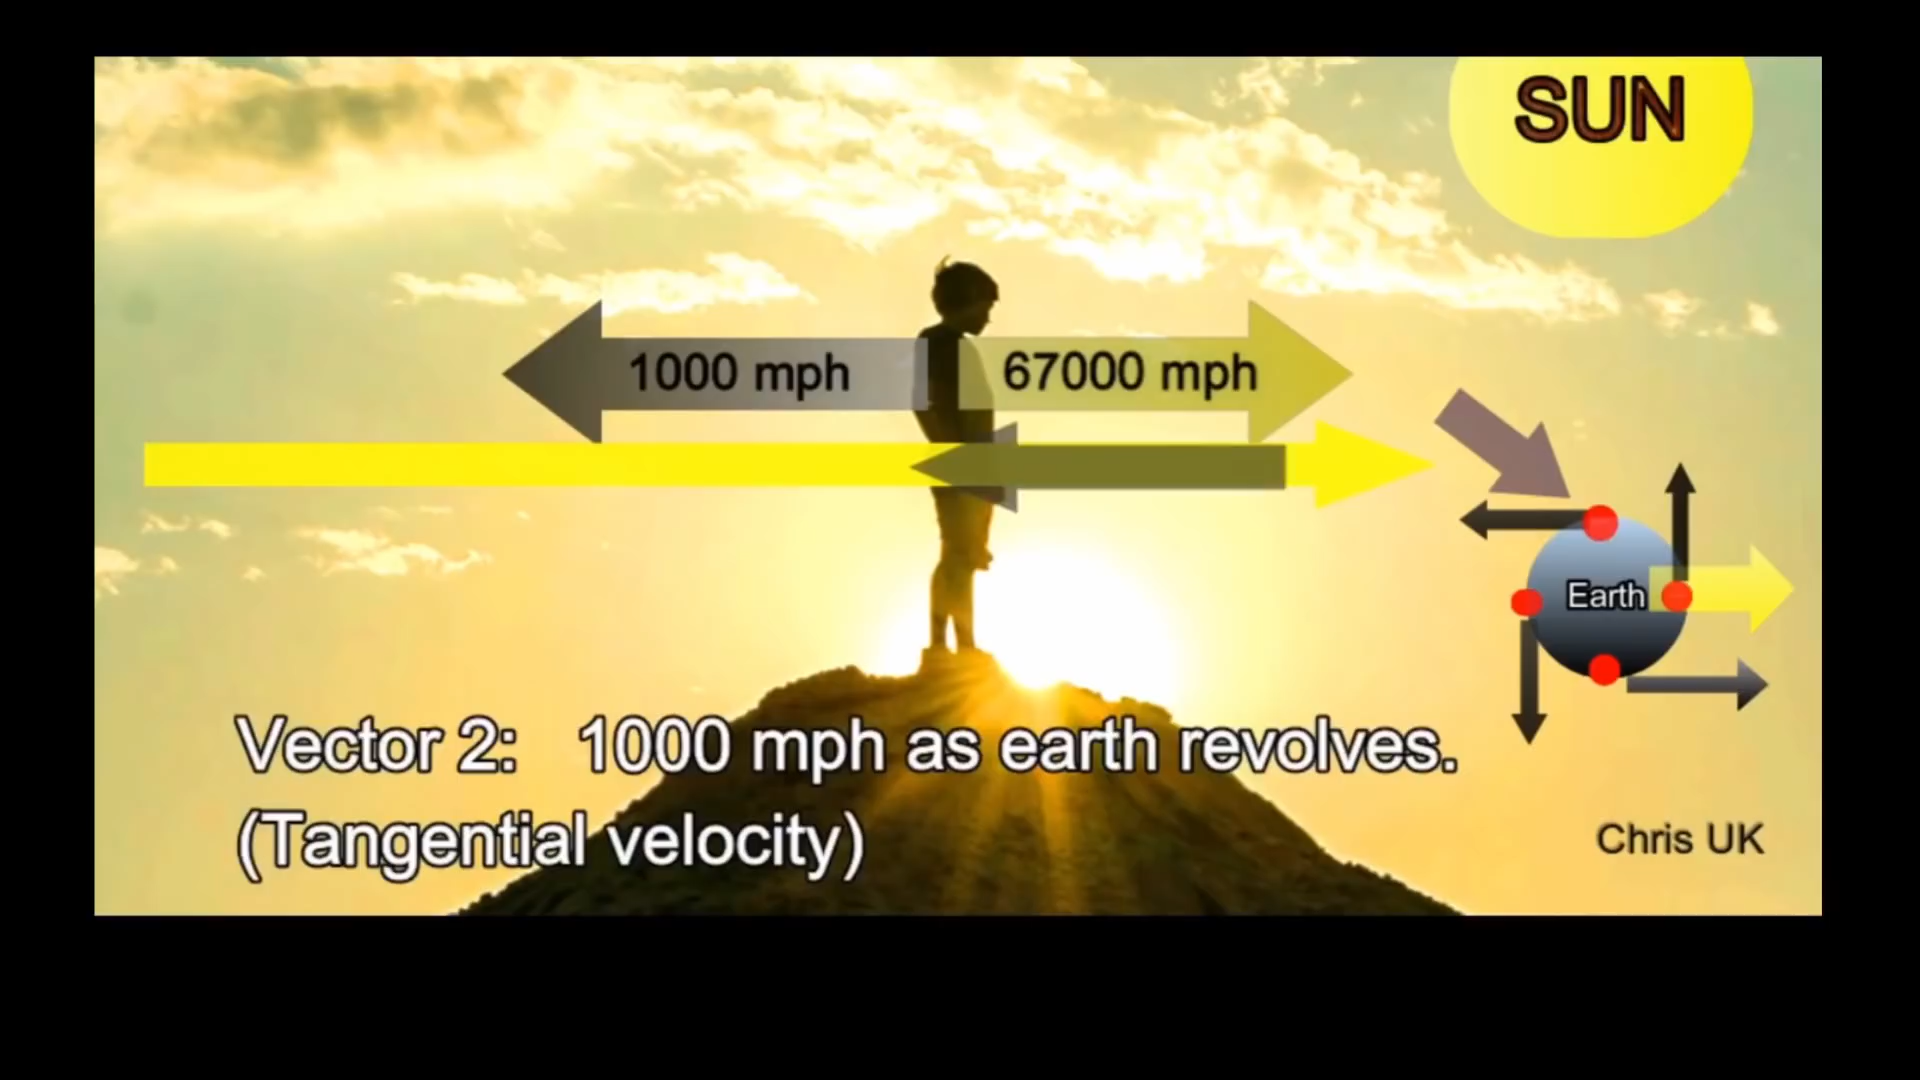 SUN
1000 mph
67000 mph
Earth
Vector 2: 1000 mph as earth revolves.
(Tangential velocity)
Chris UK